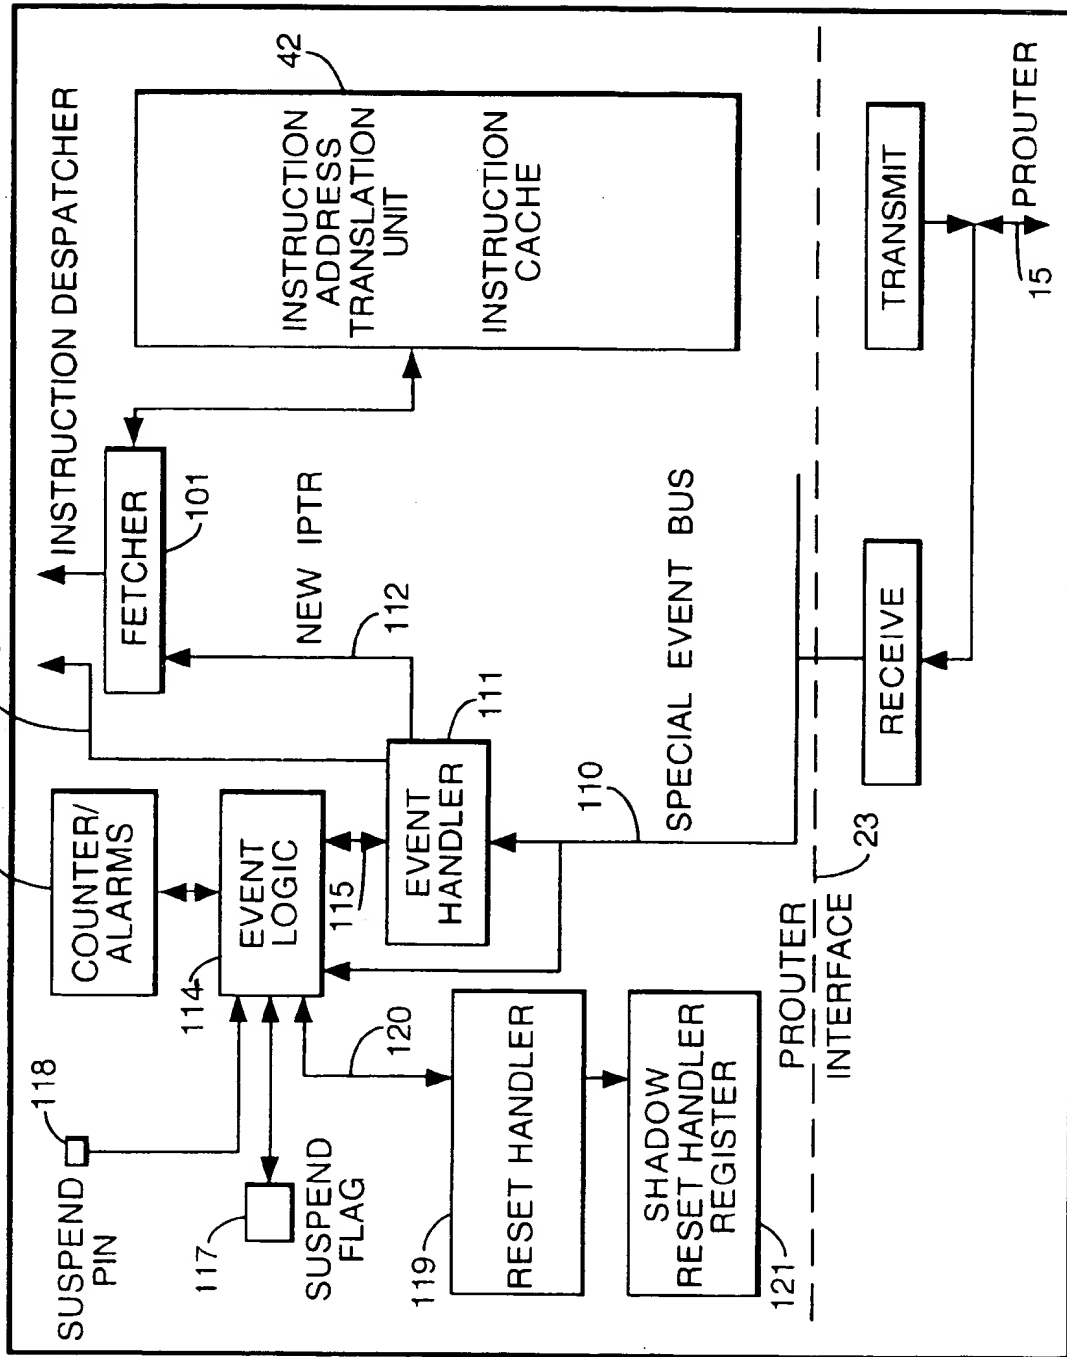 SUSPEND
PIN
118
117
SUSPEND
FLAG
COUNTER/
ALARMS
114
EVENT
LOGIC
115
120
119
RESET HANDLER
SHADOW
RESET HANDLER
REGISTER
121
EVENT
HANDLER
111
INSTRUCTION DESPATCHER
FETCHER
101
NEW IPTR
112
42
INSTRUCTION
ADDRESS
TRANSLATION
UNIT
INSTRUCTION
CACHE
110
SPECIAL EVENT BUS
PROUTER
INTERFACE
23
RECEIVE
TRANSMIT
15
PROUTER